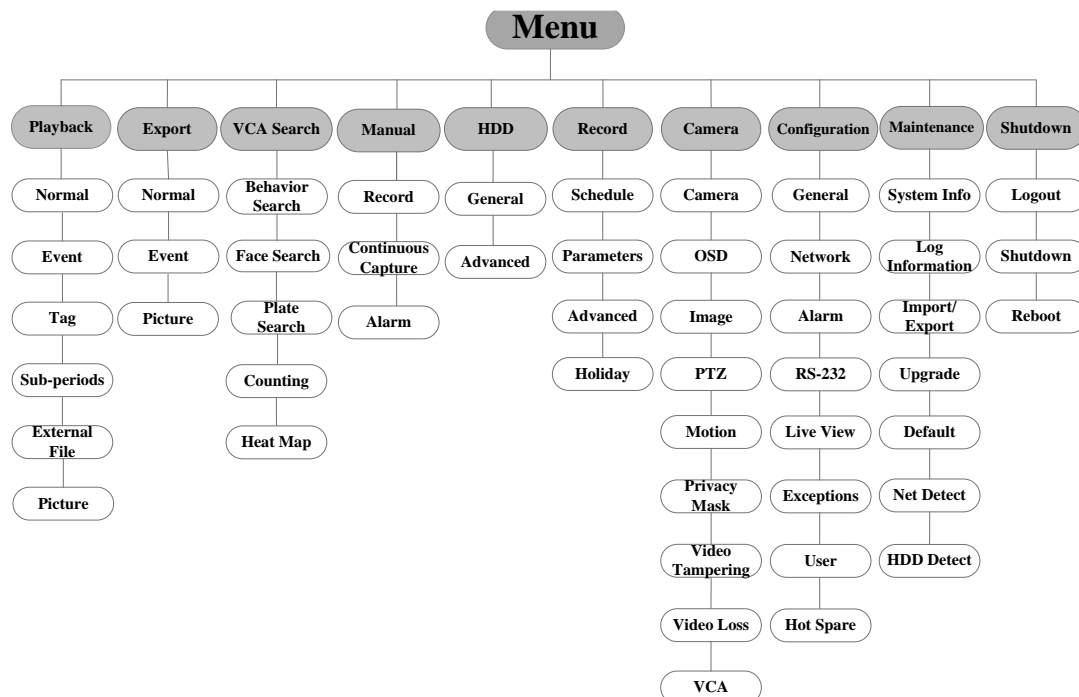 Menu
Playback
Export
VCA Search
Manual
HDD
Record
Camera
Configuration
Maintenance
Shutdown
Normal
Event
Tag
Sub-periods
External
File
Picture
Normal
Event
Picture
Behavior
Search
Face Search
Plate
Search
Counting
Heat Map
Record
Continuous
Capture
Alarm
General
Advanced
Schedule
Parameters
Advanced
Holiday
Camera
OSD
Image
PTZ
Motion
Privacy
Mask
Video
Tampering
Video Loss
VCA
General
Network
Alarm
RS-232
Live View
Exceptions
User
Hot Spare
System Info
Log
Information
Import/
Export
Upgrade
Default
Net Detect
HDD Detect
Logout
Shutdown
Reboot